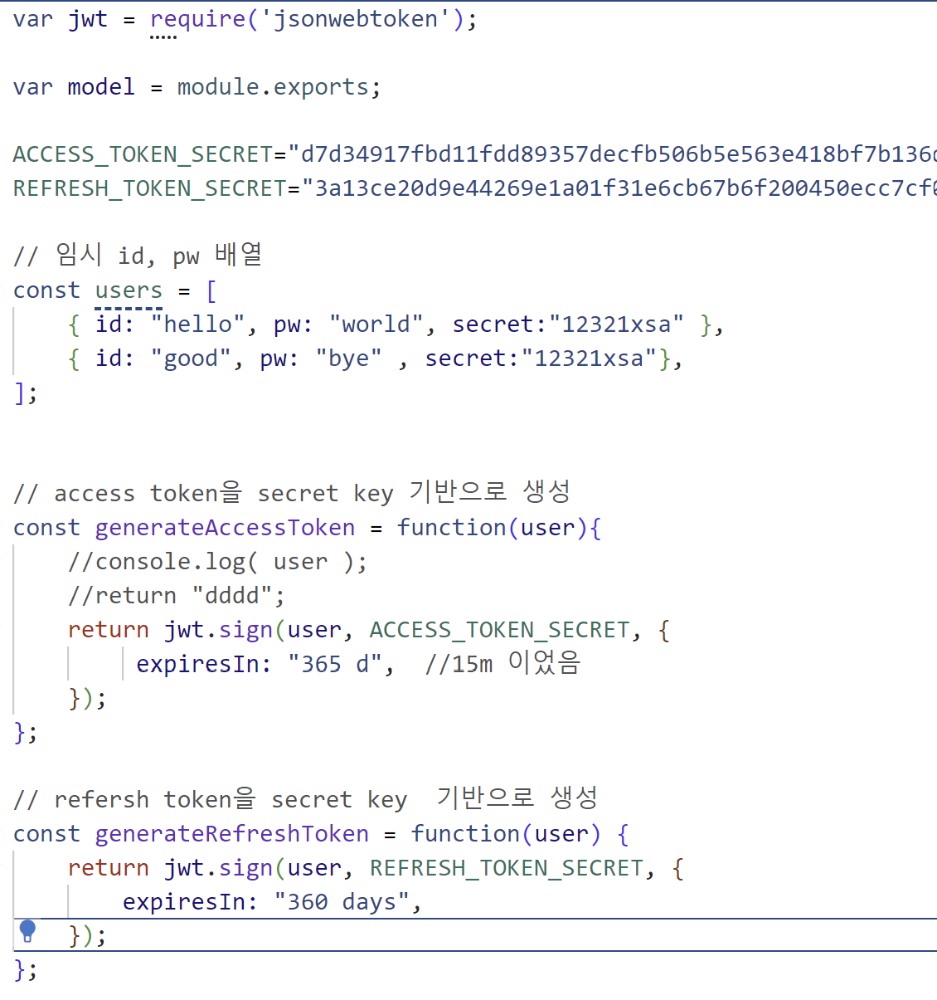 var jwt = require('jsonwebtoken');
var model = module.exports;
ACCESS_TOKEN_SECRET="d7d34917fbd11fdd89357decfb506b5e563e418bf7b136
REFRESH_TOKEN_SECRET="3a13ce20d9e44269e1a01f31e6cb67b6f200450ecc7cf
// 임시 id, pw 배열
const users = [
{ id: "hello", pw: "world", secret:"12321xsa" },
{ id: "good", pw: "bye" , secret:"12321xsa"},
];
// access token을 secret key 기반으로 생성
const generateAccessToken = function(user){
//console.log( user );
//return "dddd";
return jwt.sign(user, ACCESS_TOKEN_SECRET, {
expiresIn: "365 d", //15m 이었음
});
};
// refersh token을 secret key 기반으로 생성
const generateRefreshToken = function(user) {
return jwt.sign(user, REFRESH_TOKEN_SECRET, {
expiresIn: "360 days",
});
};